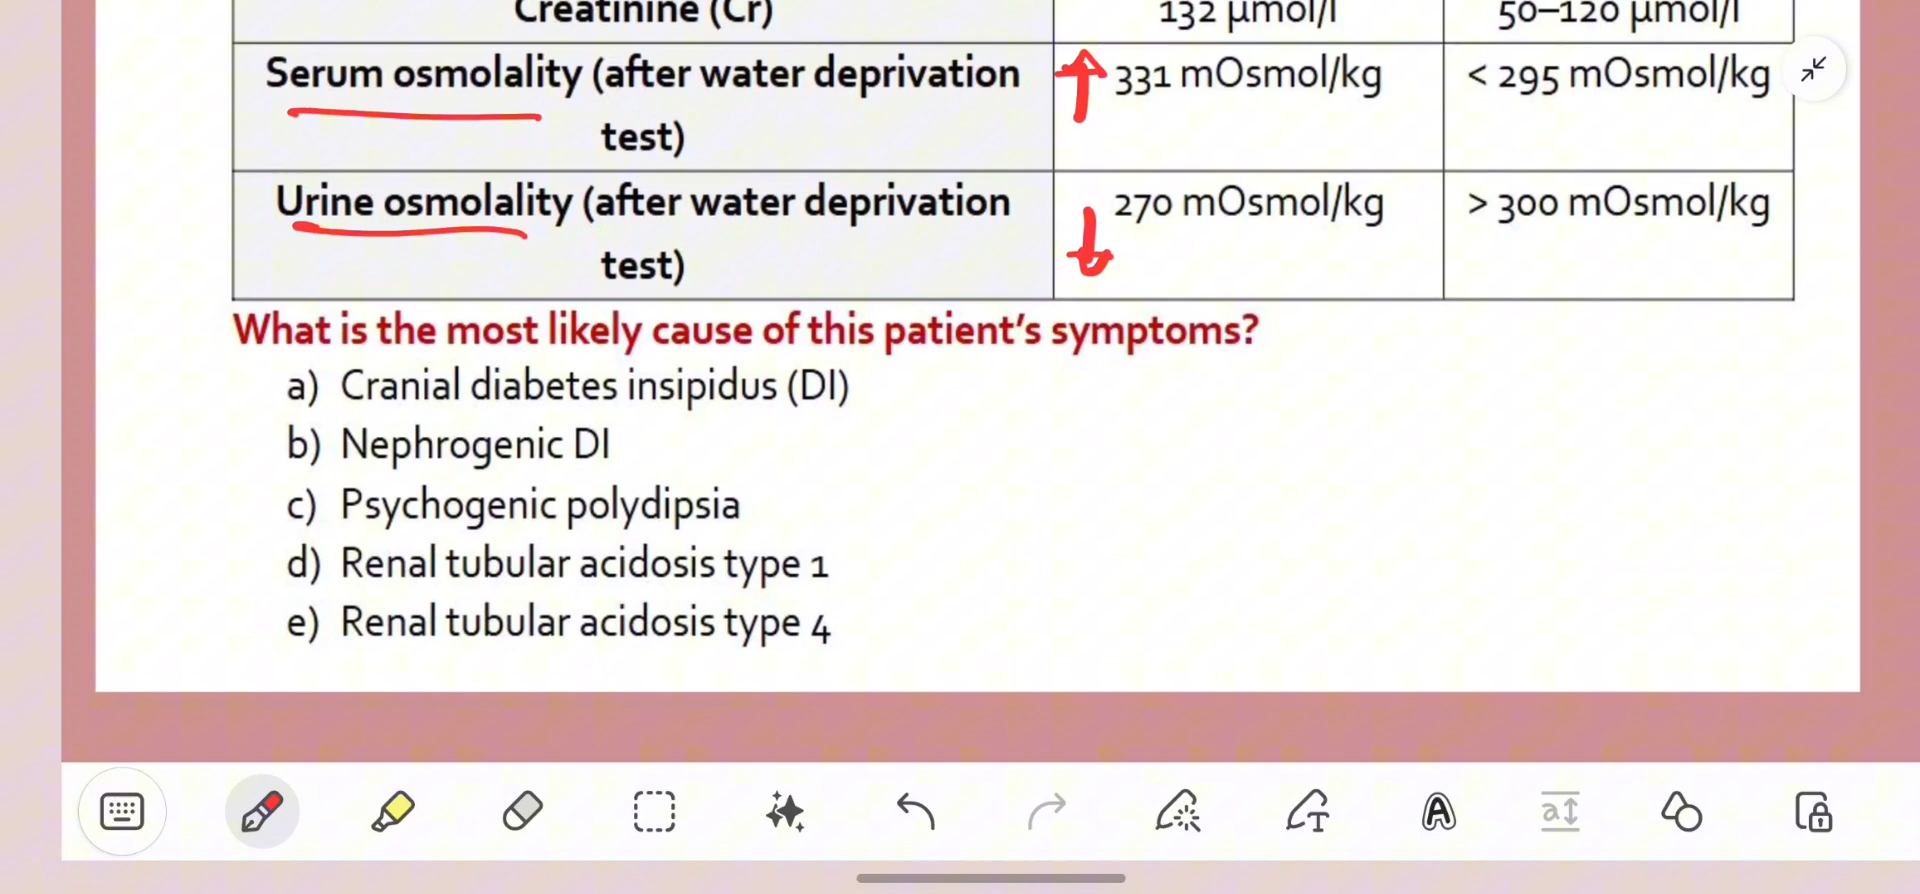 Creatinine (Cr) 132 µmol/l 50–120 µmol/l
Serum osmolality (after water deprivation test) 331 mOsmol/kg < 295 mOsmol/kg
Urine osmolality (after water deprivation test) 270 mOsmol/kg > 300 mOsmol/kg
What is the most likely cause of this patient's symptoms?
a) Cranial diabetes insipidus (DI)
b) Nephrogenic DI
c) Psychogenic polydipsia
d) Renal tubular acidosis type 1
e) Renal tubular acidosis type 4
T A a